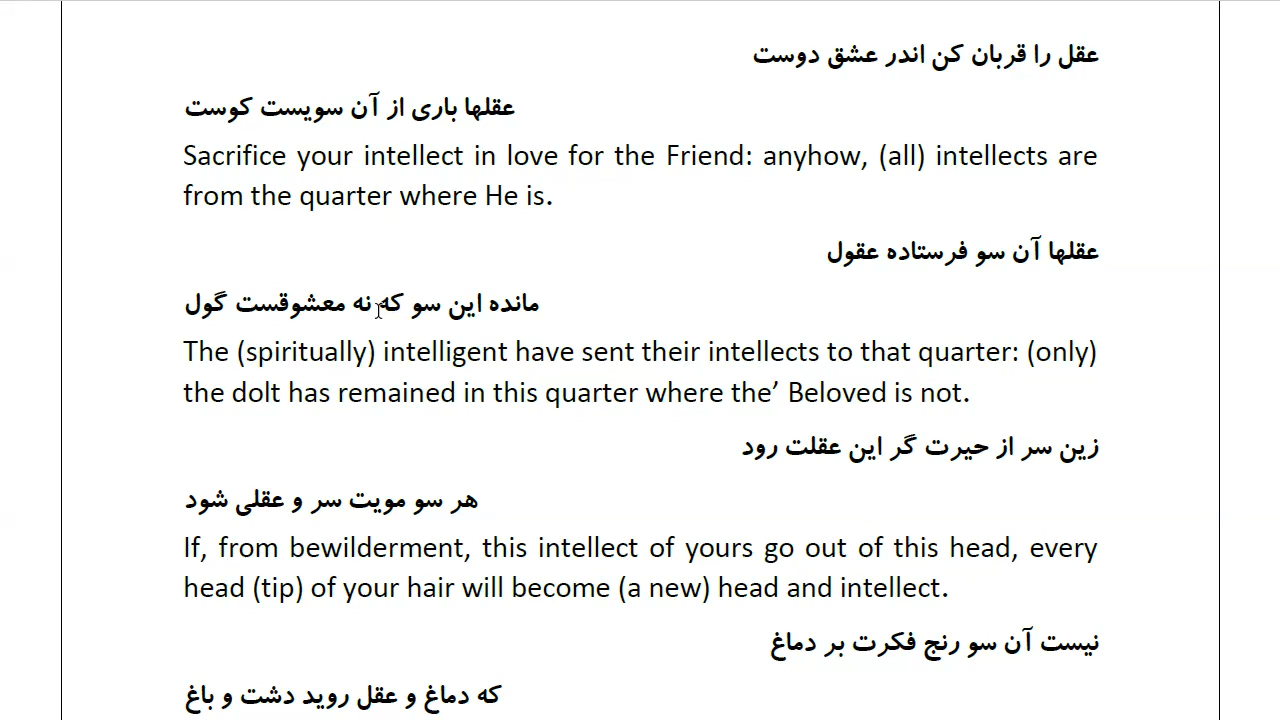 عقل را قربان کن اندر عشق دوست
عقلها باری از آن سویست کوست
Sacrifice your intellect in love for the Friend: anyhow, (all) intellects are
from the quarter where He is.
عقلها آن سو فرستاده عقول
مانده این سو که نه معشوقست گول
The (spiritually) intelligent have sent their intellects to that quarter: (only)
the dolt has remained in this quarter where the’ Beloved is not.
زین سر از حیرت گر این عقلت رود
هر سو مویت سر و عقلی شود
If, from bewilderment, this intellect of yours go out of this head, every
head (tip) of your hair will become (a new) head and intellect.
نیست آن سو رنج فکرت بر دماغ
که دماغ و عقل روید دشت و باغ